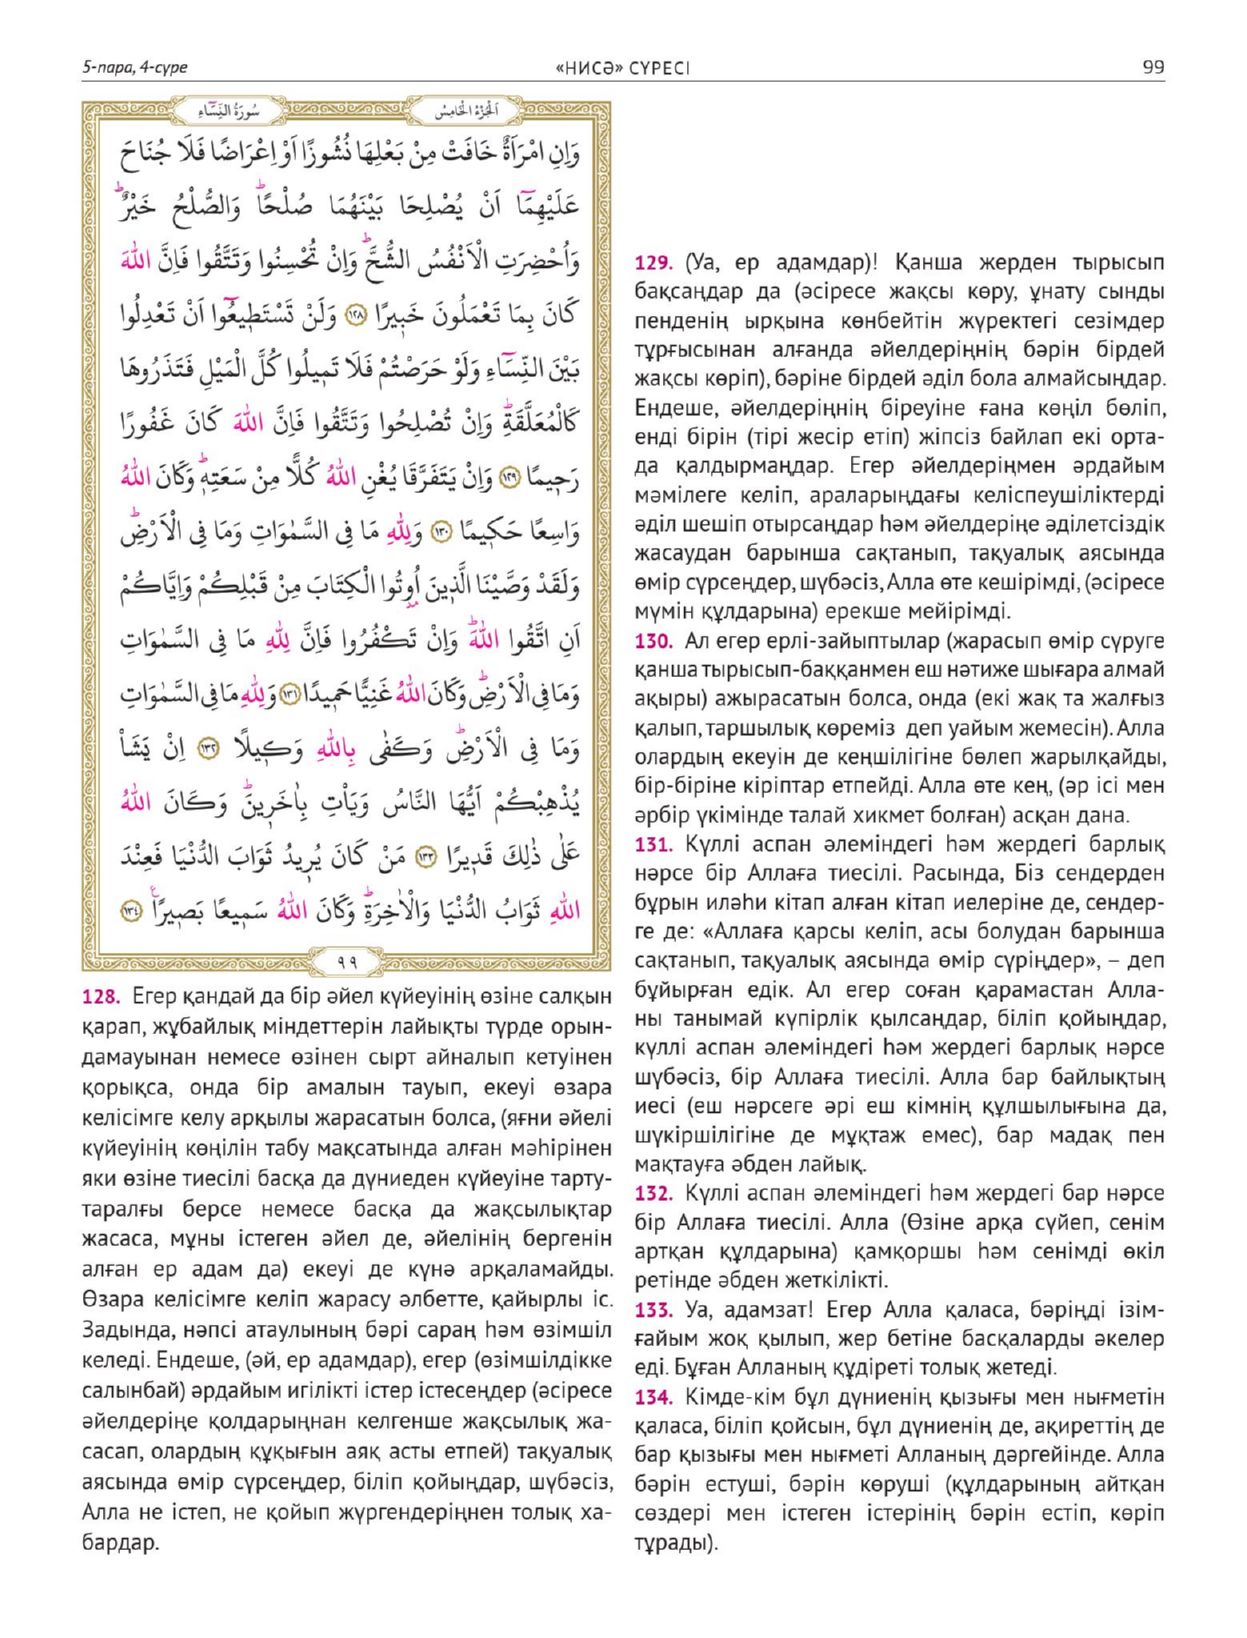 5-пара, 4-сүре
«НИСӘ» СҮРЕСІ
99
اَلْجُزْءُ الْخَامِسُ
سُورَةُ النِّسَٓاءِ
وَاِنِ امْرَاَةٌ خَافَتْ مِنْ بَعْلِهَا نُشُوزًا اَوْ اِعْرَاضًا فَلَا جُنَاحَ
عَلَيْهِمَٓا اَنْ يُصْلِحَا بَيْنَهُمَا صُلْحًاۜ وَالصُّلْحُ خَيْرٌۜ
وَاُحْضِرَتِ الْاَنْفُسُ الشُّحَّۜ وَاِنْ تُحْسِنُوا وَتَتَّقُوا فَاِنَّ اللّٰهَ
كَانَ بِمَا تَعْمَلُونَ خَبِيرًا ﴿١٢٨﴾ وَلَنْ تَسْتَطِيعُٓوا اَنْ تَعْدِلُوا
بَيْنَ النِّسَٓاءِ وَلَوْ حَرَصْتُمْ فَلَا تَمِيلُوا كُلَّ الْمَيْلِ فَتَذَرُوهَا
كَالْمُعَلَّقَةِۜ وَاِنْ تُصْلِحُوا وَتَتَّقُوا فَاِنَّ اللّٰهَ كَانَ غَفُورًا
رَحِيمًا ﴿١٢٩﴾ وَاِنْ يَتَفَرَّقَا يُغْنِ اللّٰهُ كُلًّا مِنْ سَعَتِهِۜ وَكَانَ اللّٰهُ
وَاسِعًا حَكِيمًا ﴿١٣٠﴾ وَلِلّٰهِ مَا فِى السَّمٰوَاتِ وَمَا فِى الْاَرْضِۜ
وَلَقَدْ وَصَّيْنَا الَّذِينَ اُو۫تُوا الْكِتَابَ مِنْ قَبْلِكُمْ وَاِيَّاكُمْ
اَنِ اتَّقُوا اللّٰهَۜ وَاِنْ تَكْفُرُوا فَاِنَّ لِلّٰهِ مَا فِى السَّمٰوَاتِ
وَمَا فِى الْاَرْضِۜ وَكَانَ اللّٰهُ غَنِيًّا حَمِيدًا ﴿١٣١﴾ وَلِلّٰهِ مَا فِى السَّمٰوَاتِ
وَمَا فِى الْاَرْضِۜ وَكَفٰى بِاللّٰهِ وَكِيلًا ﴿١٣٢﴾ اِنْ يَشَأْ
يُذْهِبْكُمْ اَيُّهَا النَّاسُ وَيَأْتِ بِاٰخَرِينَۜ وَكَانَ اللّٰهُ
عَلٰى ذٰلِكَ قَدِيرًا ﴿١٣٣﴾ مَنْ كَانَ يُرِيدُ ثَوَابَ الدُّنْيَا فَعِنْدَ
اللّٰهِ ثَوَابُ الدُّنْيَا وَالْاٰخِرَةِۜ وَكَانَ اللّٰهُ سَمِيعًا بَصِيرًاۧ ﴿١٣٤﴾
٩٩
128. Егер қандай да бір әйел күйеуінің өзіне салқын
қарап, жұбайлық міндеттерін лайықты түрде орын-
дамауынан немесе өзінен сырт айналып кетуінен
қорықса, онда бір амалын тауып, екеуі өзара
келісімге келу арқылы жарасатын болса, (яғни әйелі
күйеуінің көңілін табу мақсатында алған мәһірінен
яки өзіне тиесілі басқа да дүниеден күйеуіне тарту-
таралғы берсе немесе басқа да жақсылықтар
жасаса, мұны істеген әйел де, әйелінің бергенін
алған ер адам да) екеуі де күнә арқаламайды.
Өзара келісімге келіп жарасу әлбетте, қайырлы іс.
Задында, нәпсі атаулының бәрі сараң һәм өзімшіл
келеді. Ендеше, (әй, ер адамдар), егер (өзімшілдікке
салынбай) әрдайым игілікті істер істесеңдер (әсіресе
әйелдеріңе қолдарыңнан келгенше жақсылық жа-
сасап, олардың құқығын аяқ асты етпей) тақуалық
аясында өмір сүрсеңдер, біліп қойыңдар, шүбәсіз,
Алла не істеп, не қойып жүргендеріңнен толық ха-
бардар.
129. (Уа, ер адамдар)! Қанша жерден тырысып
бақсаңдар да (әсіресе жақсы көру, ұнату сынды
пенденің ырқына көнбейтін жүректегі сезімдер
тұрғысынан алғанда әйелдеріңнің бәрін бірдей
жақсы көріп), бәріне бірдей әділ бола алмайсыңдар.
Ендеше, әйелдеріңнің біреуіне ғана көңіл бөліп,
енді бірін (тірі жесір етіп) жіпсіз байлап екі орта-
да қалдырмаңдар. Егер әйелдеріңмен әрдайым
мәмілеге келіп, араларыңдағы келіспеушіліктерді
әділ шешіп отырсаңдар һәм әйелдеріңе әділетсіздік
жасаудан барынша сақтанып, тақуалық аясында
өмір сүрсеңдер, шүбәсіз, Алла өте кешірімді, (әсіресе
мүмін құлдарына) ерекше мейірімді.
130. Ал егер ерлі-зайыптылар (жарасып өмір сүруге
қанша тырысып-баққанмен еш нәтиже шығара алмай
ақыры) ажырасатын болса, онда (екі жақ та жалғыз
қалып, таршылық көреміз деп уайым жемесін). Алла
олардың екеуін де кеңшілігіне бөлеп жарылқайды,
бір-біріне кіріптар етпейді. Алла өте кең, (әр ісі мен
әрбір үкімінде талай хикмет болған) асқан дана.
131. Күллі аспан әлеміндегі һәм жердегі барлық
нәрсе бір Аллаға тиесілі. Расында, Біз сендерден
бұрын иләһи кітап алған кітап иелеріне де, сендер-
ге де: «Аллаға қарсы келіп, асы болудан барынша
сақтанып, тақуалық аясында өмір сүріңдер», – деп
бұйырған едік. Ал егер соған қарамастан Алла-
ны танымай күпірлік қылсаңдар, біліп қойыңдар,
күллі аспан әлеміндегі һәм жердегі барлық нәрсе
шүбәсіз, бір Аллаға тиесілі. Алла бар байлықтың
иесі (еш нәрсеге әрі еш кімнің құлшылығына да,
шүкіршілігіне де мұқтаж емес), бар мадақ пен
мақтауға әбден лайық.
132. Күллі аспан әлеміндегі һәм жердегі бар нәрсе
бір Аллаға тиесілі. Алла (Өзіне арқа сүйеп, сенім
артқан құлдарына) қамқоршы һәм сенімді өкіл
ретінде әбден жеткілікті.
133. Уа, адамзат! Егер Алла қаласа, бәріңді ізім-
ғайым жоқ қылып, жер бетіне басқаларды әкелер
еді. Бұған Алланың құдіреті толық жетеді.
134. Кімде-кім бұл дүниенің қызығы мен нығметін
қаласа, біліп қойсын, бұл дүниенің де, ақиреттің де
бар қызығы мен нығметі Алланың дәргейінде. Алла
бәрін естуші, бәрін көруші (құлдарының айтқан
сөздері мен істеген істерінің бәрін естіп, көріп
тұрады).